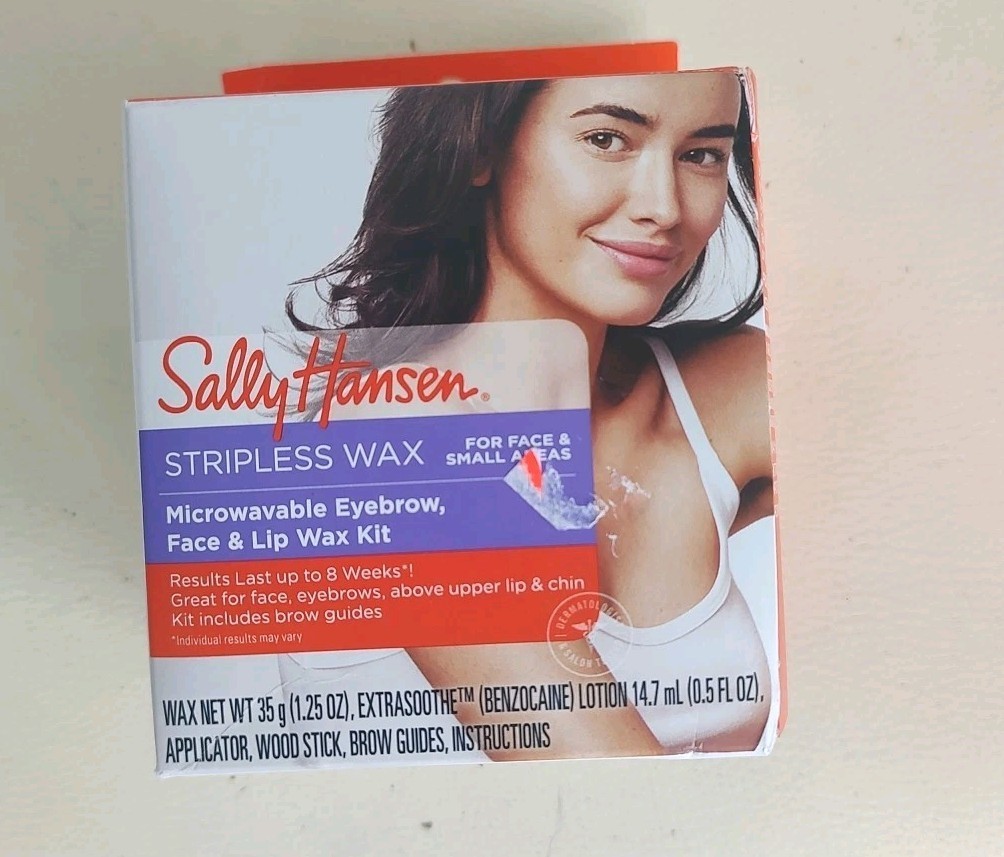 Sally Hansen®
STRIPLESS WAX
FOR FACE &
SMALL AREAS
Microwavable Eyebrow,
Face & Lip Wax Kit
Results Last up to 8 Weeks*!
Great for face, eyebrows, above upper lip & chin
Kit includes brow guides
*Individual results may vary
WAX NET WT 35 g (1.25 OZ), EXTRASOOTHE™ (BENZOCAINE) LOTION 14.7 mL (0.5 FL OZ),
APPLICATOR, WOOD STICK, BROW GUIDES, INSTRUCTIONS